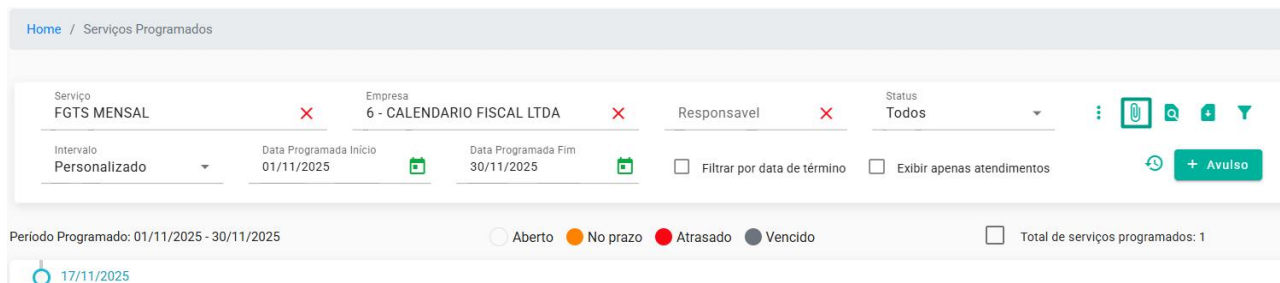 Home / Serviços Programados
Serviço
FGTS MENSAL
Empresa
6 - CALENDARIO FISCAL LTDA
Responsavel
Status
Todos
Intervalo
Personalizado
Data Programada Início
01/11/2025
Data Programada Fim
30/11/2025
Filtrar por data de término
Exibir apenas atendimentos
+ Avulso
Período Programado: 01/11/2025 - 30/11/2025
Aberto
No prazo
Atrasado
Vencido
Total de serviços programados: 1
17/11/2025